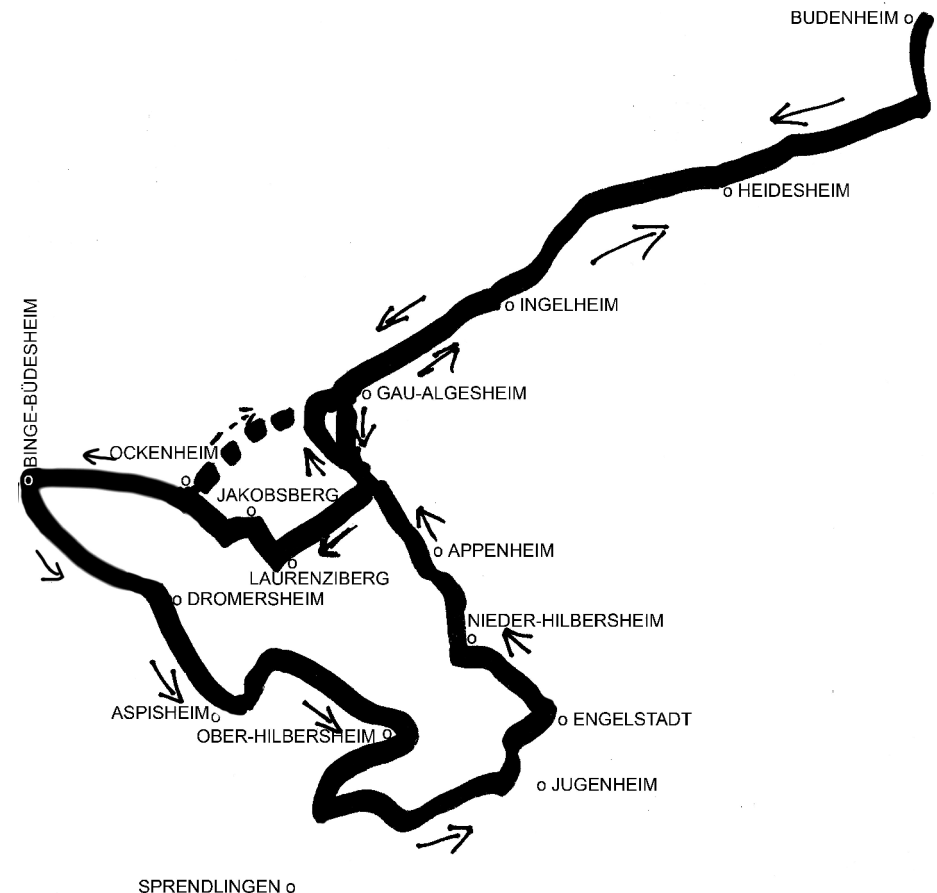 BUDENHEIM
HEIDESHEIM
INGELHEIM
GAU-ALGESHEIM
BINGE-BÜDESHEIM
OCKENHEIM
JAKOBSBERG
LAURENZIBERG
APPENHEIM
DROMERSHEIM
NIEDER-HILBERSHEIM
ASPISHEIM
ENGELSTADT
OBER-HILBERSHEIM
JUGENHEIM
SPRENDLINGEN